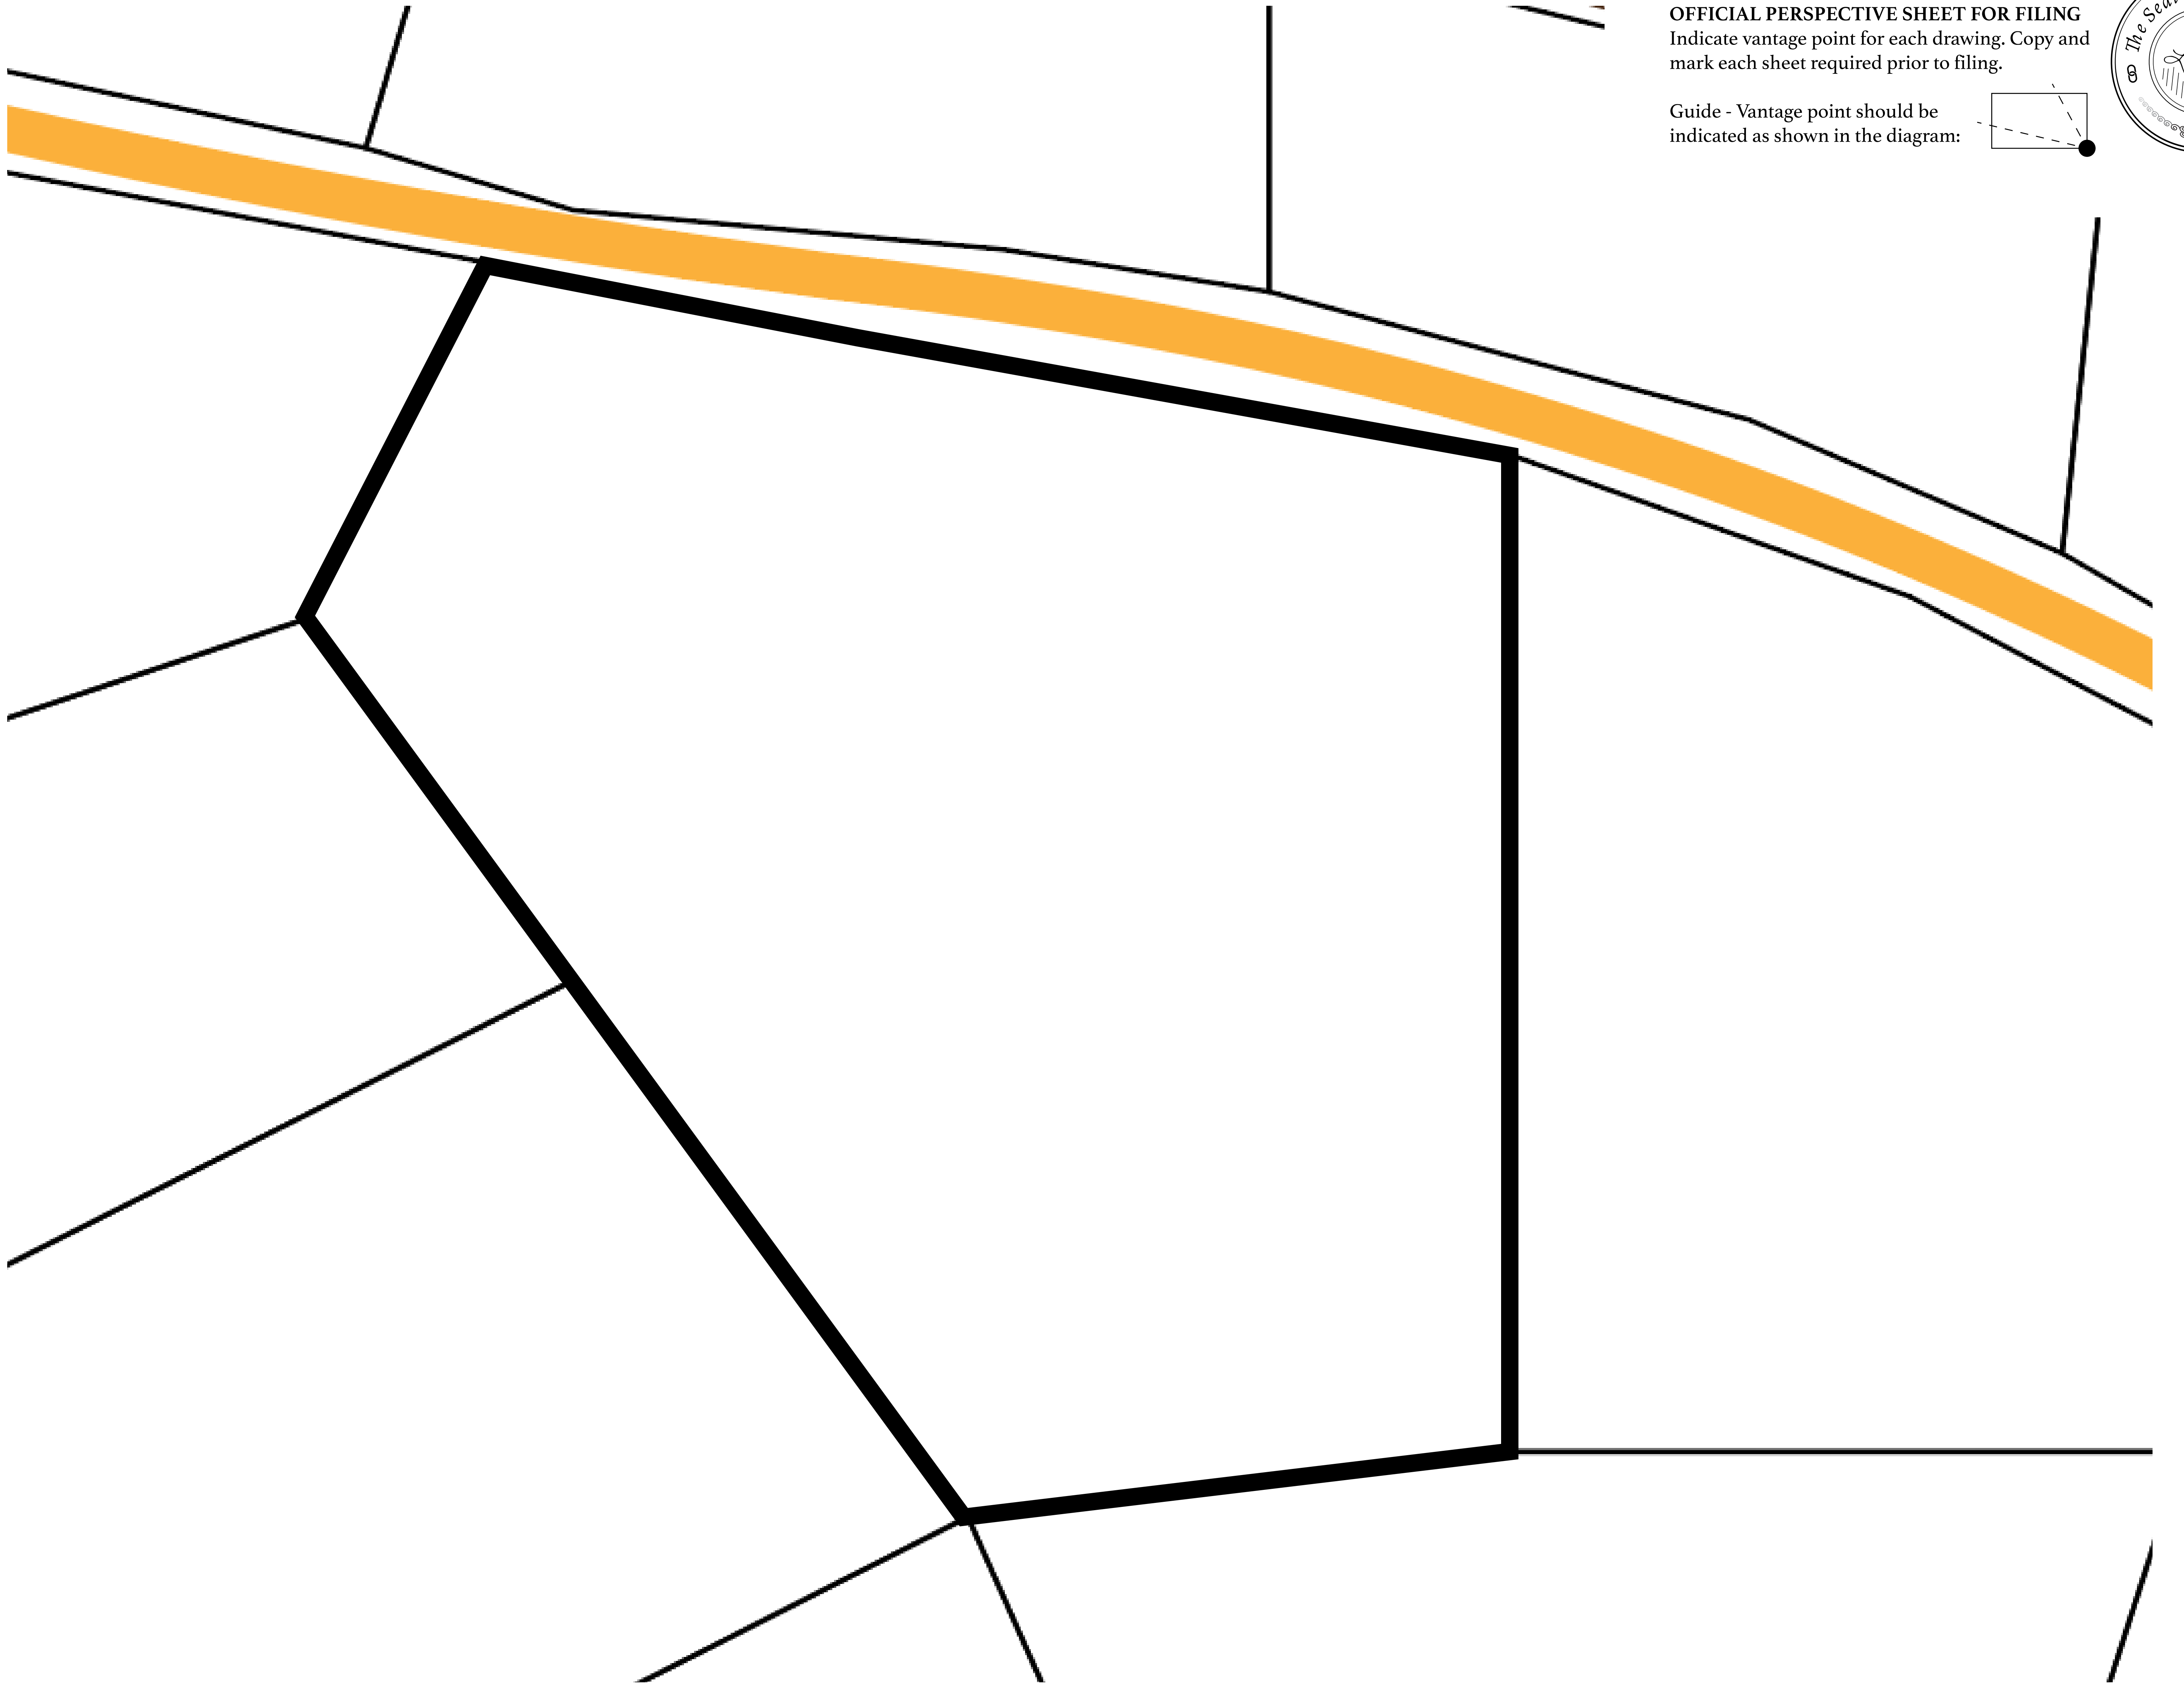 OFFICIAL PERSPECTIVE SHEET FOR FILING
Indicate vantage point for each drawing. Copy and
mark each sheet required prior to filing.
Guide - Vantage point should be
indicated as shown in the diagram:
The